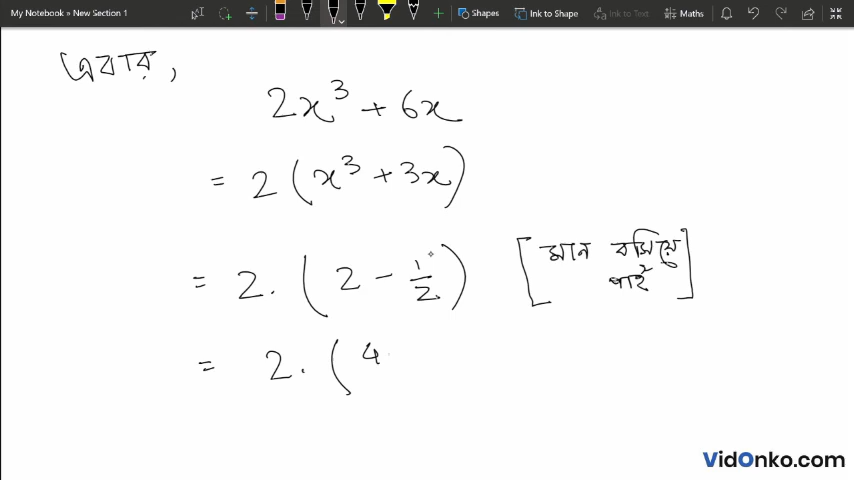 My Notebook » New Section 1
Shapes
Ink to Shape
Ink to Text
Maths
এবার,
2x³ + 6x
= 2 (x³ + 3x)
= 2. (2 - 1/2) [মান বসিয়ে
পাই]
= 2. (4
VidOnko.com